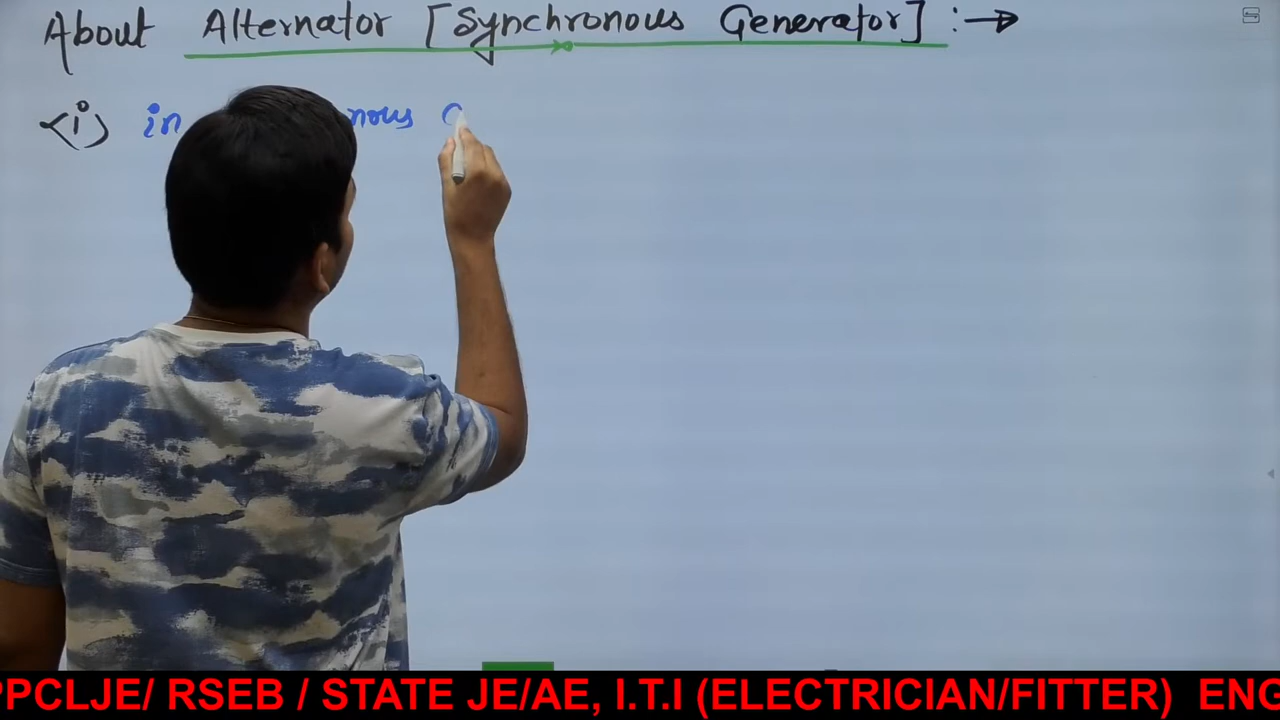 About Alternator [Synchronous Generator] :→
<i> in nous
PPCLJE/ RSEB / STATE JE/AE, I.T.I (ELECTRICIAN/FITTER) ENG